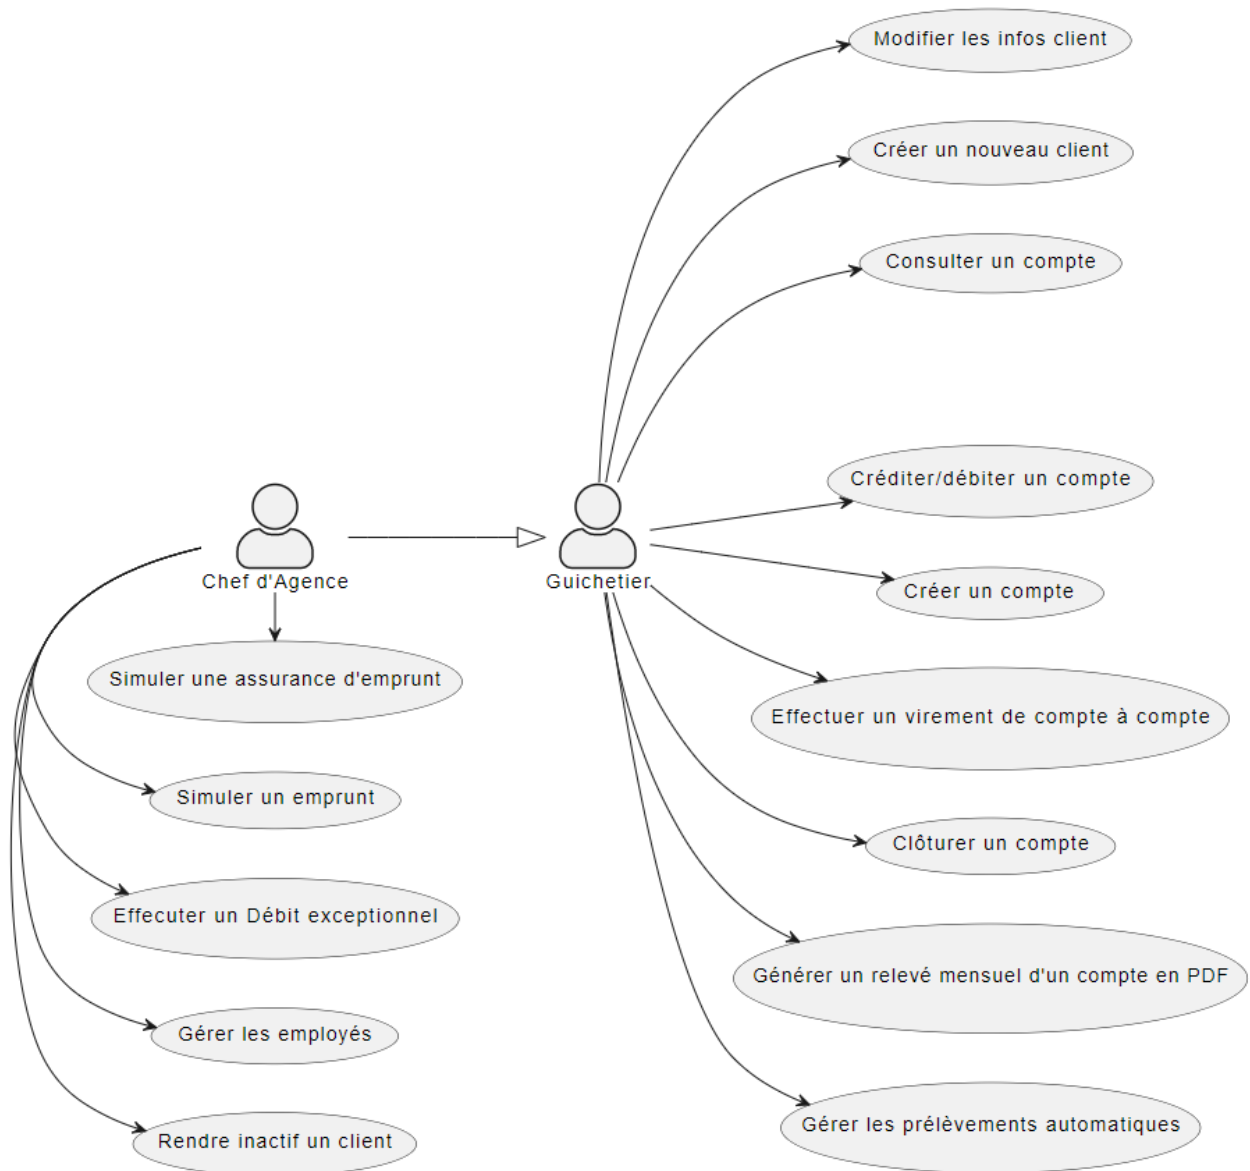 Modifier les infos client
Créer un nouveau client
Consulter un compte
Créditer/débiter un compte
Chef d'Agence
Guichetier
Créer un compte
Simuler une assurance d'emprunt
Effectuer un virement de compte à compte
Simuler un emprunt
Clôturer un compte
Effecuter un Débit exceptionnel
Générer un relevé mensuel d'un compte en PDF
Gérer les employés
Gérer les prélèvements automatiques
Rendre inactif un client